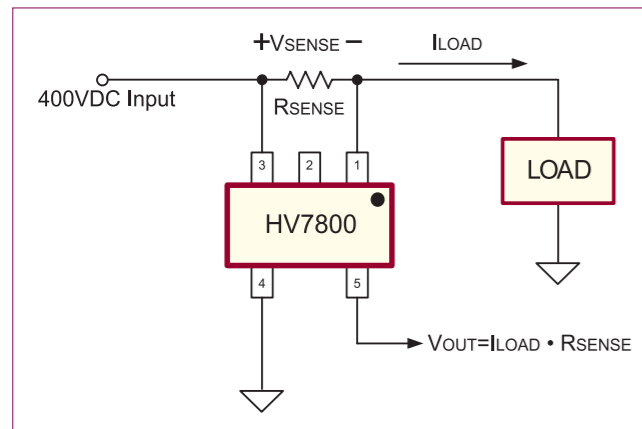 +VSENSE −
ILOAD
400VDC Input
RSENSE
3
2
1
LOAD
HV7800
4
5
VOUT=ILOAD • RSENSE